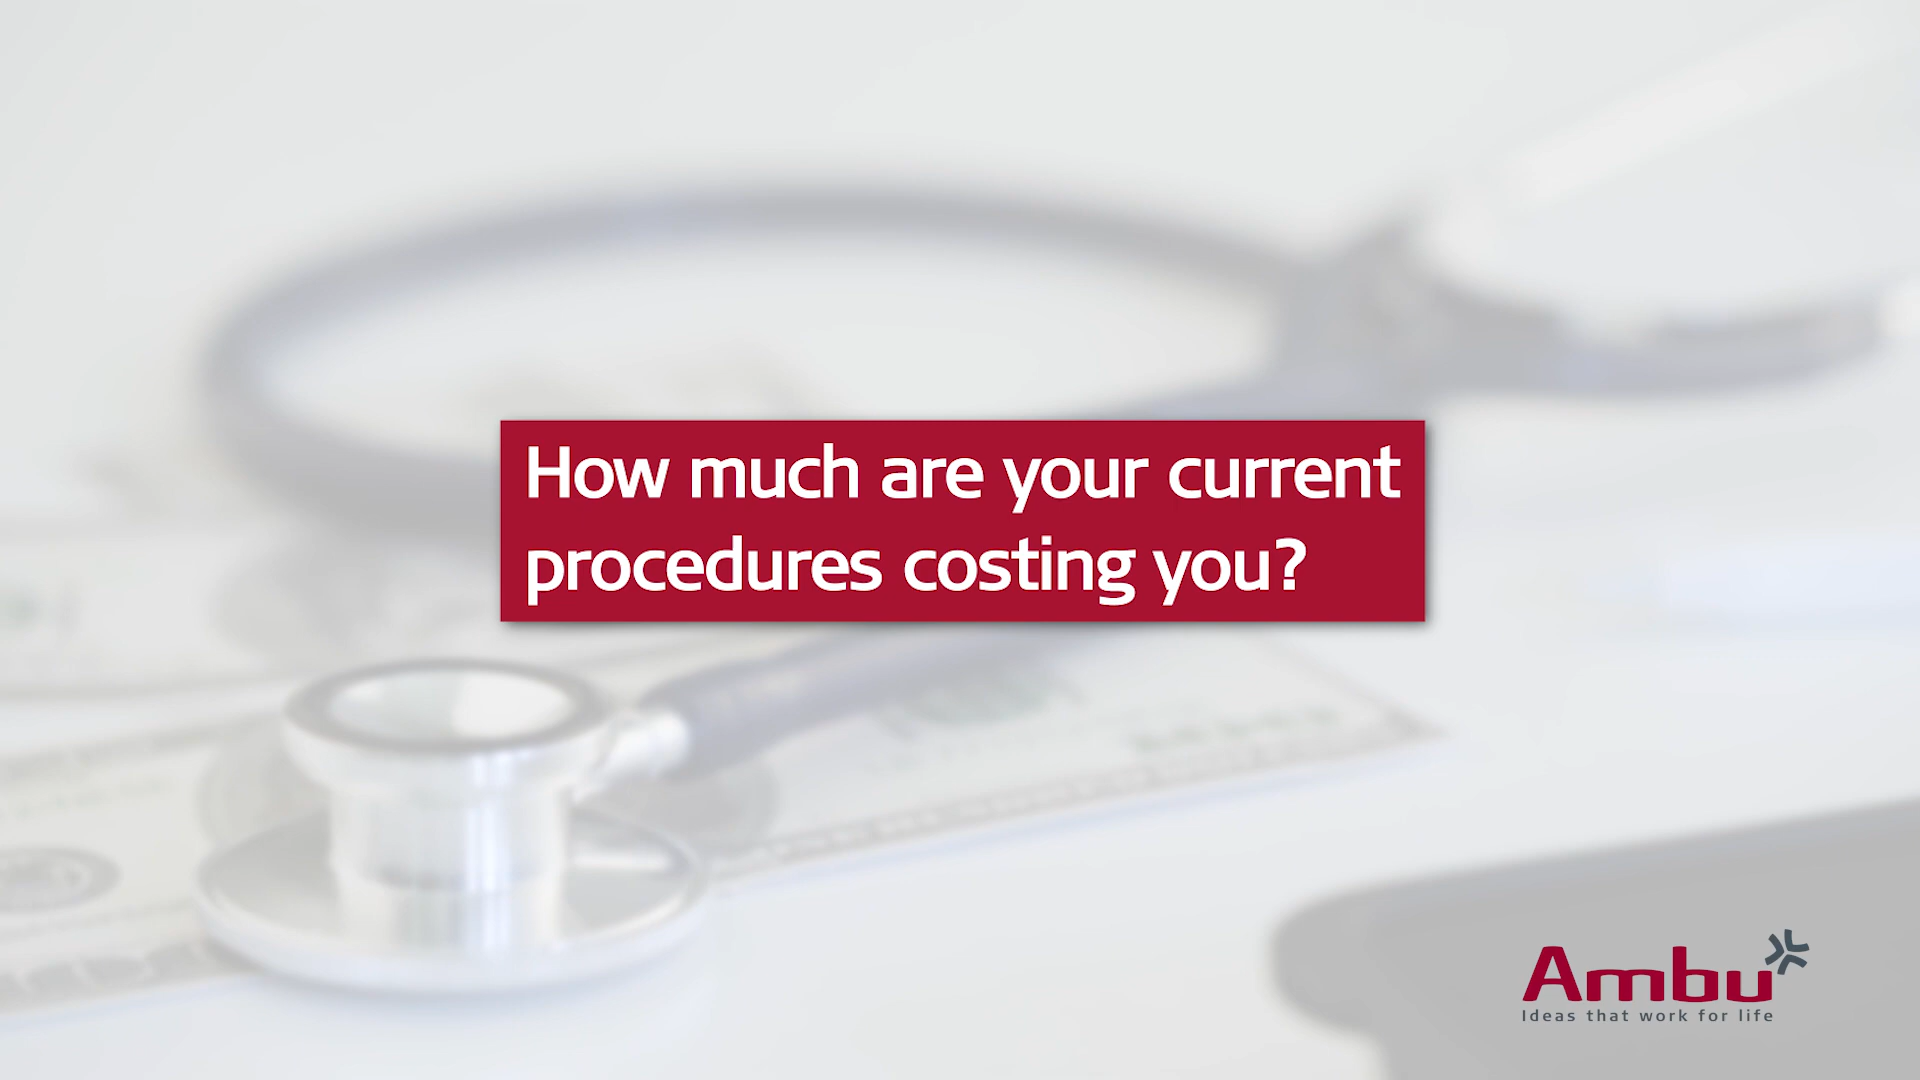 How much are your current
procedures costing you?
Ambu
Ideas that work for life